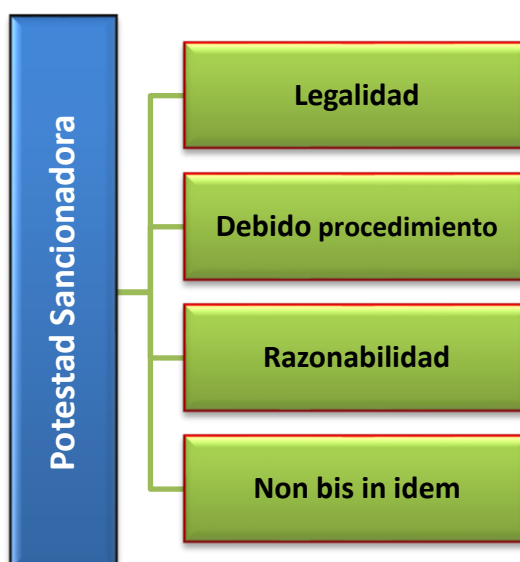 Potestad Sancionadora
Legalidad
Debido procedimiento
Razonabilidad
Non bis in idem